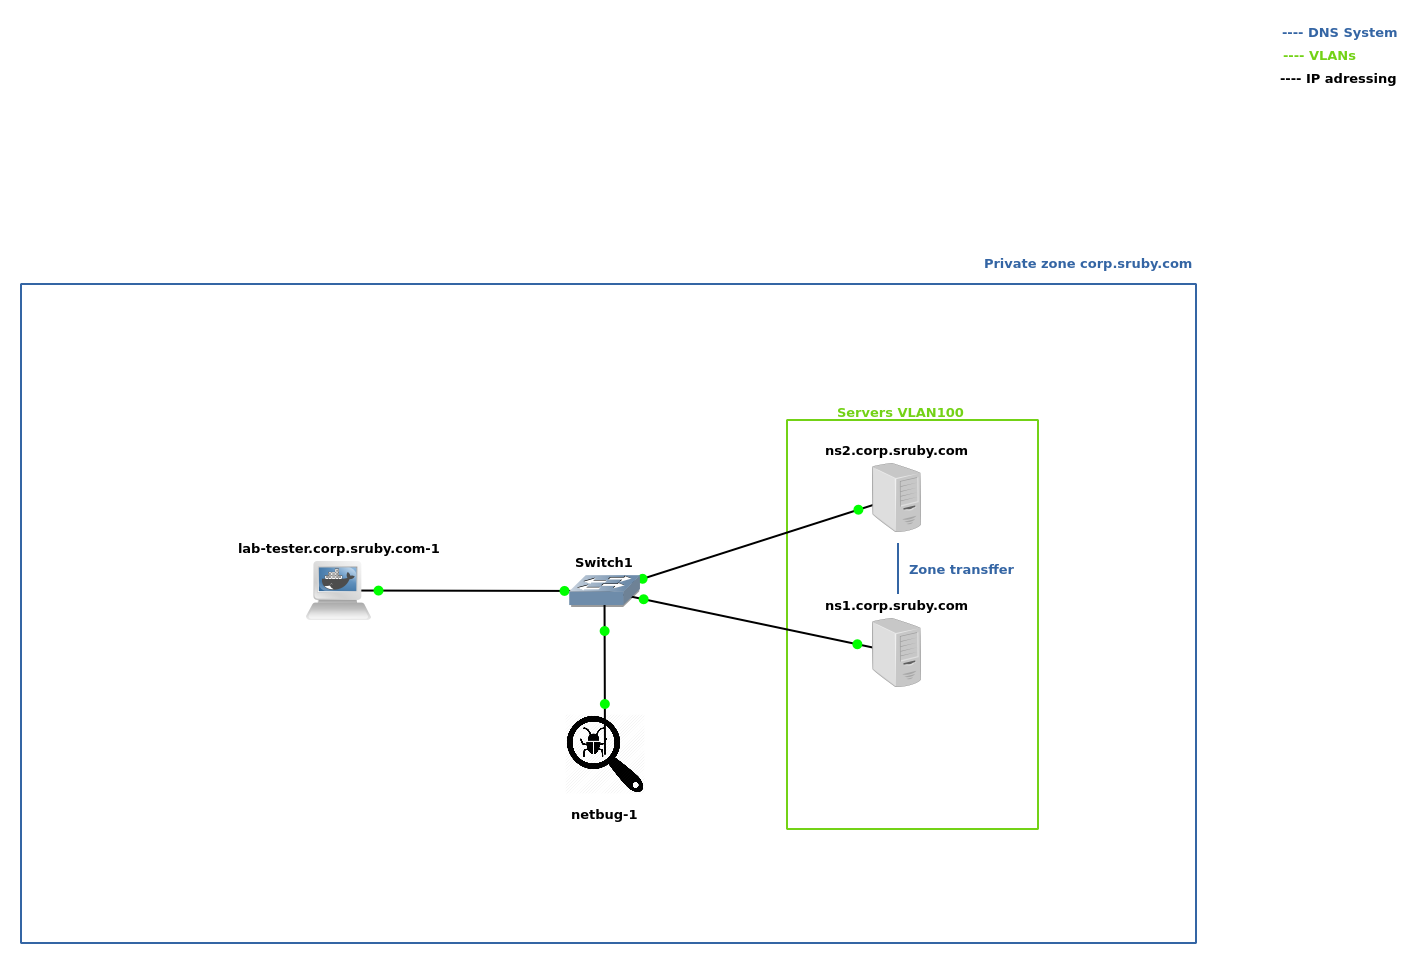 ---- DNS System
---- VLANs
---- IP adressing
Private zone corp.sruby.com
Servers VLAN100
ns2.corp.sruby.com
lab-tester.corp.sruby.com-1
Switch1
Zone transffer
ns1.corp.sruby.com
netbug-1